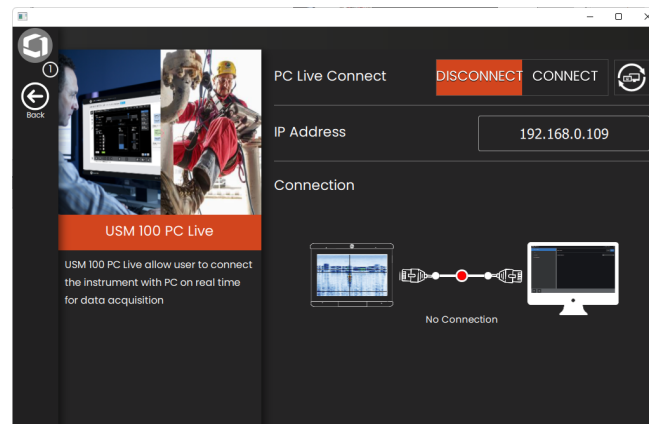 1
Back
USM 100 PC Live
USM 100 PC Live allow user to connect
the instrument with PC on real time
for data acquisition
PC Live Connect
DISCONNECT CONNECT
IP Address
192.168.0.109
Connection
No Connection